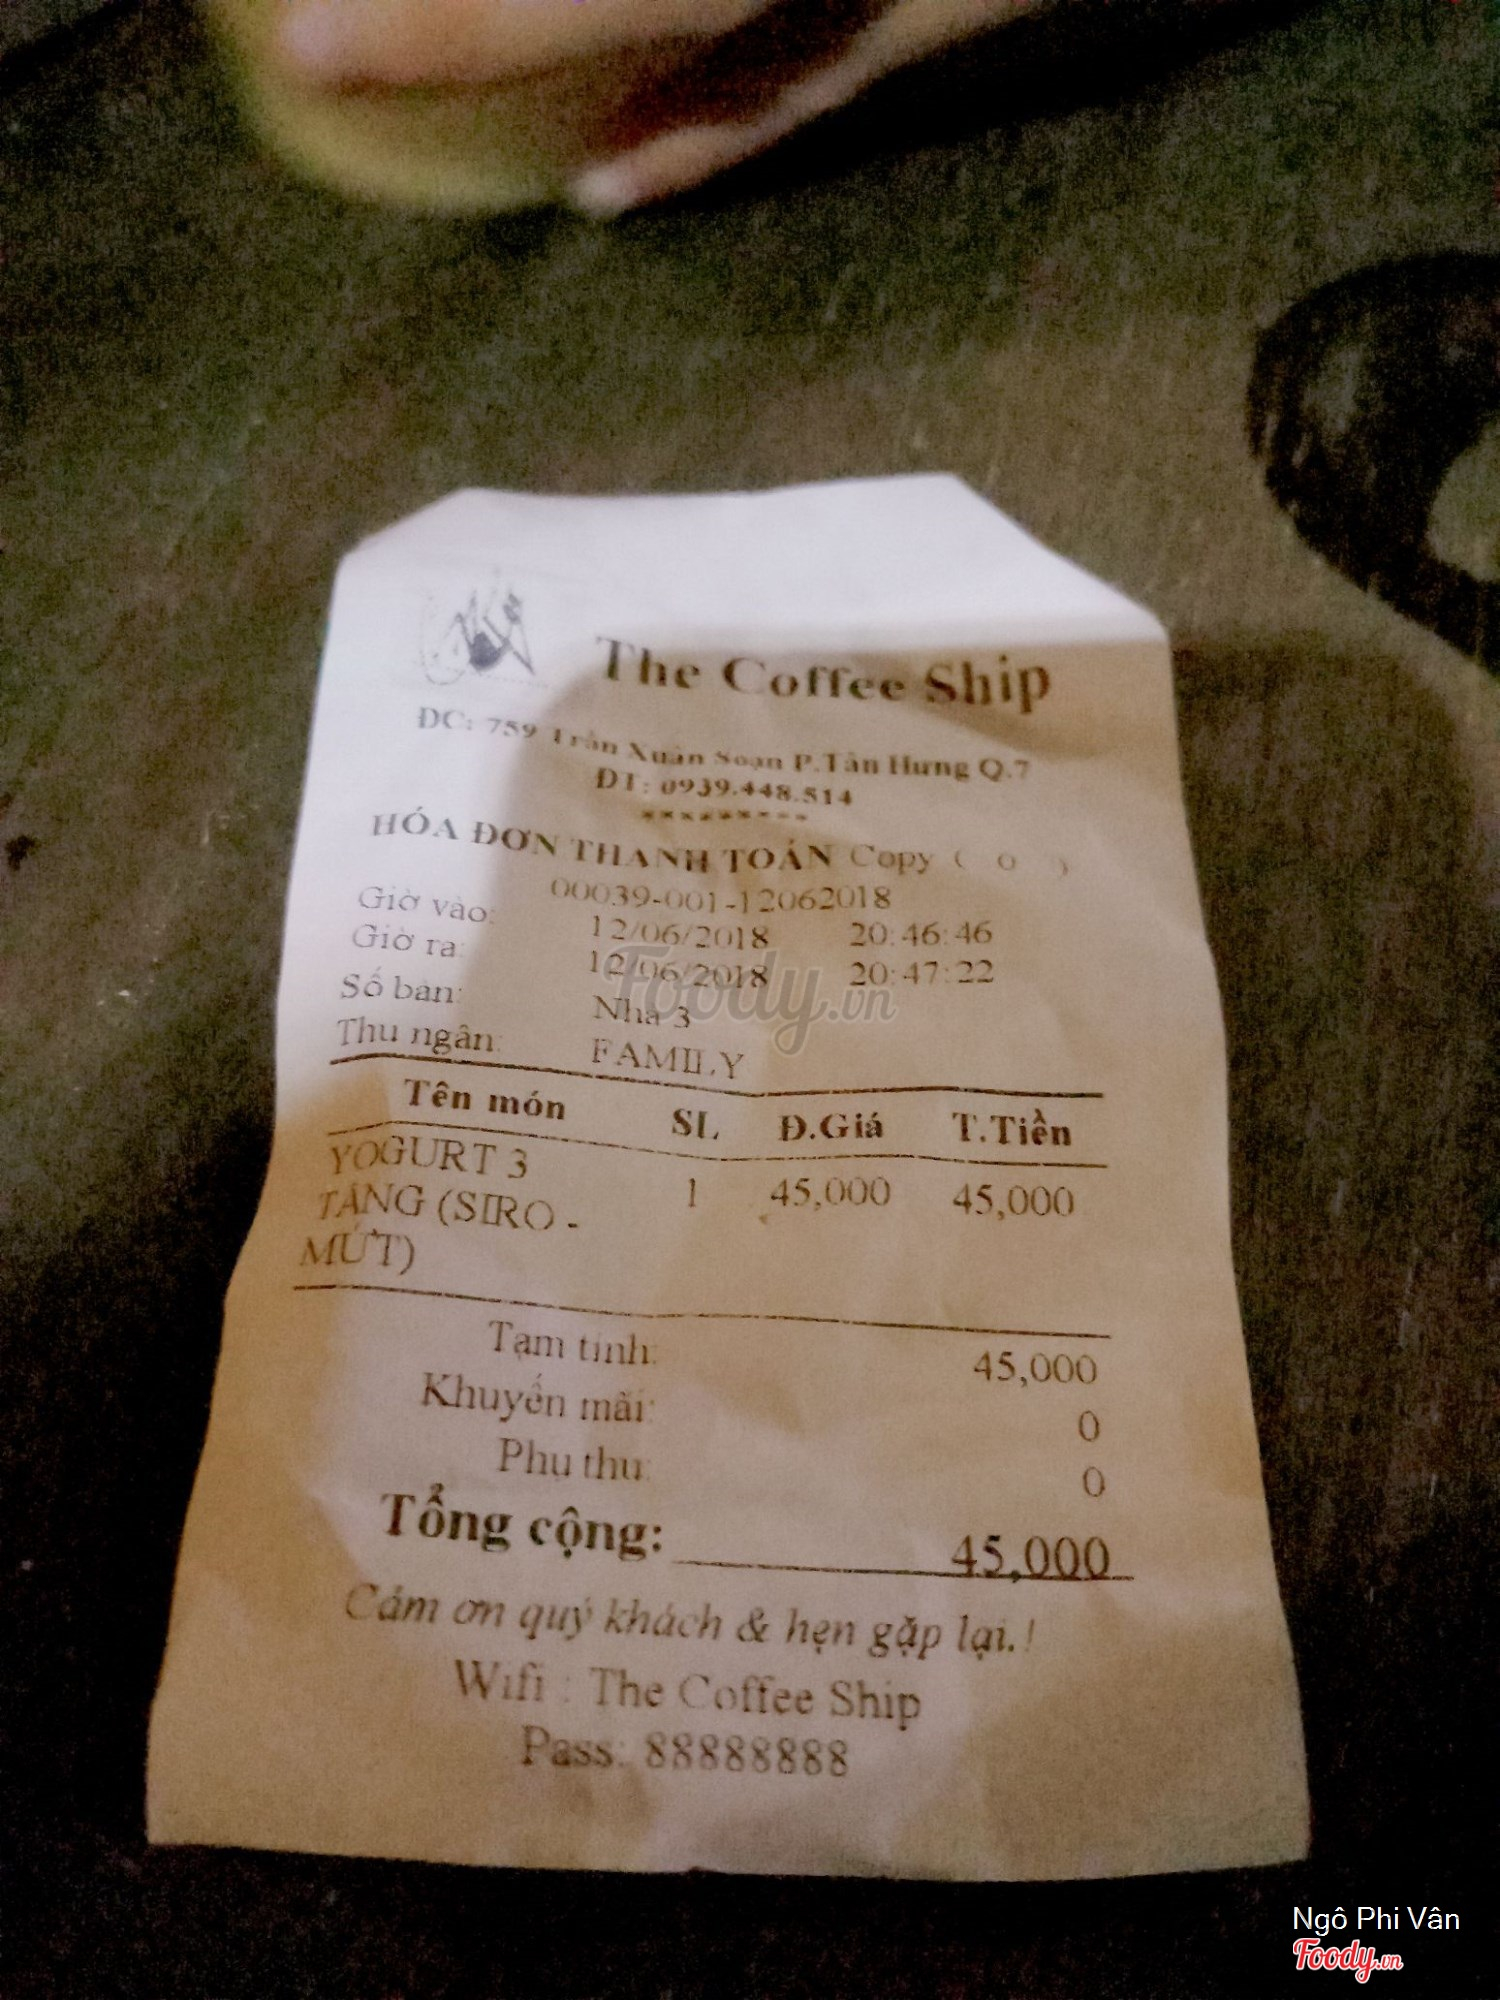 The Coffee Ship
ĐC: 759 Trần Xuân Soạn P.Tân Hưng Q.7
ĐT: 0939.448.514
*********
HÓA ĐƠN THANH TOÁN Copy ( 0 )
00039-001-12062018
Giờ vào: 12/06/2018 20:46:46
Giờ ra: 12/06/2018 20:47:22
Số bàn: Nhà 3
Thu ngân: FAMILY
Tên món SL Đ.Giá T.Tiền
YOGURT 3 TẦNG (SIRO - MỨT) 1 45,000 45,000
Tạm tính: 45,000
Khuyến mãi: 0
Phụ thu: 0
Tổng cộng: 45,000
Cám ơn quý khách & hẹn gặp lại.!
Wifi : The Coffee Ship
Pass: 88888888
Foody.vn
Ngô Phi Vân
Foody.vn